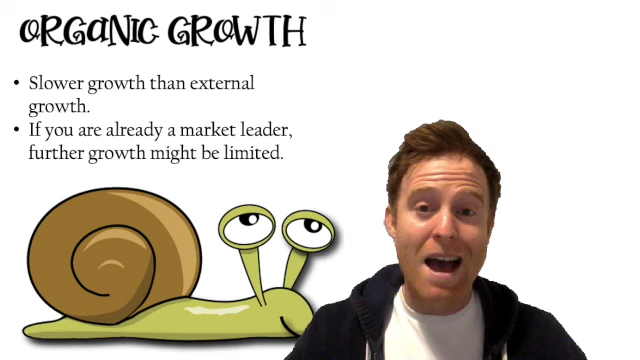 ORGANIC GROWTH
• Slower growth than external
growth.
• If you are already a market leader,
further growth might be limited.